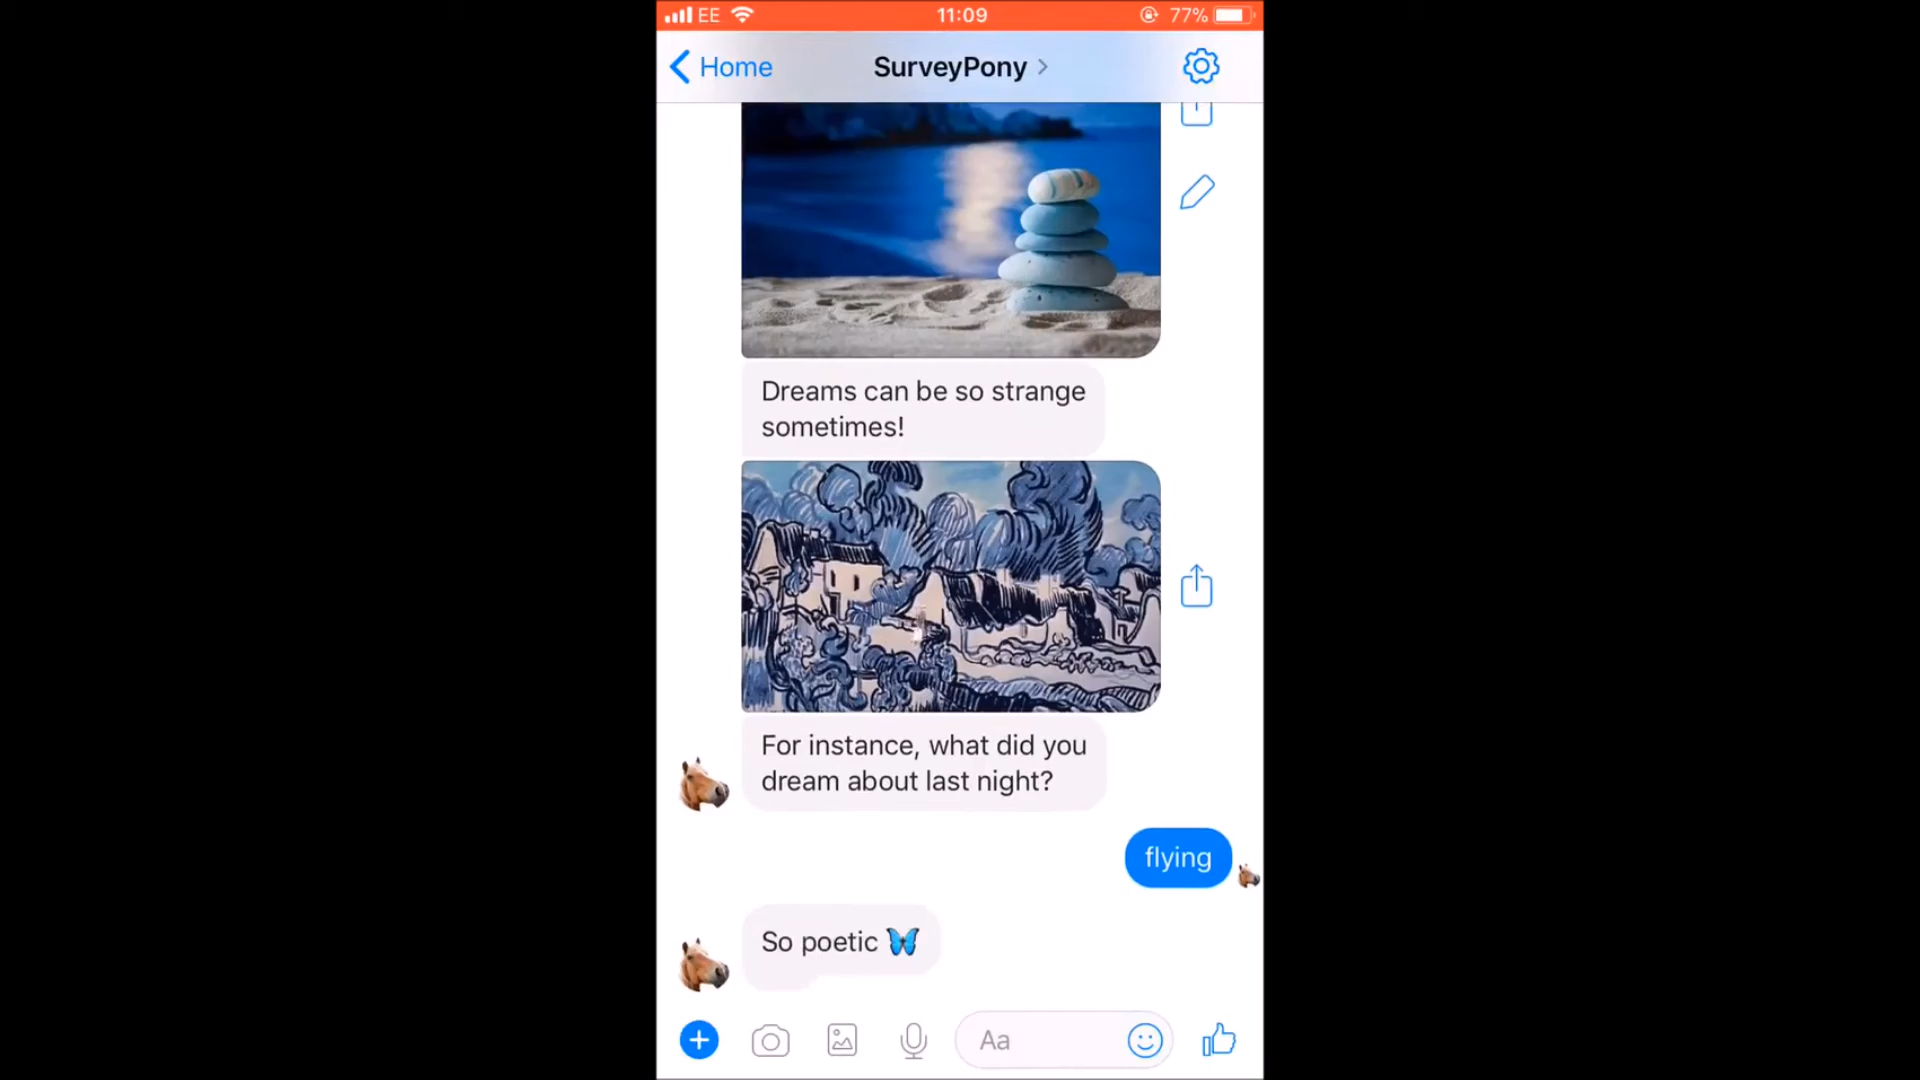 EE
11:09
77%
Home
SurveyPony
Dreams can be so strange
sometimes!
For instance, what did you
dream about last night?
flying
So poetic 🦋
Aa